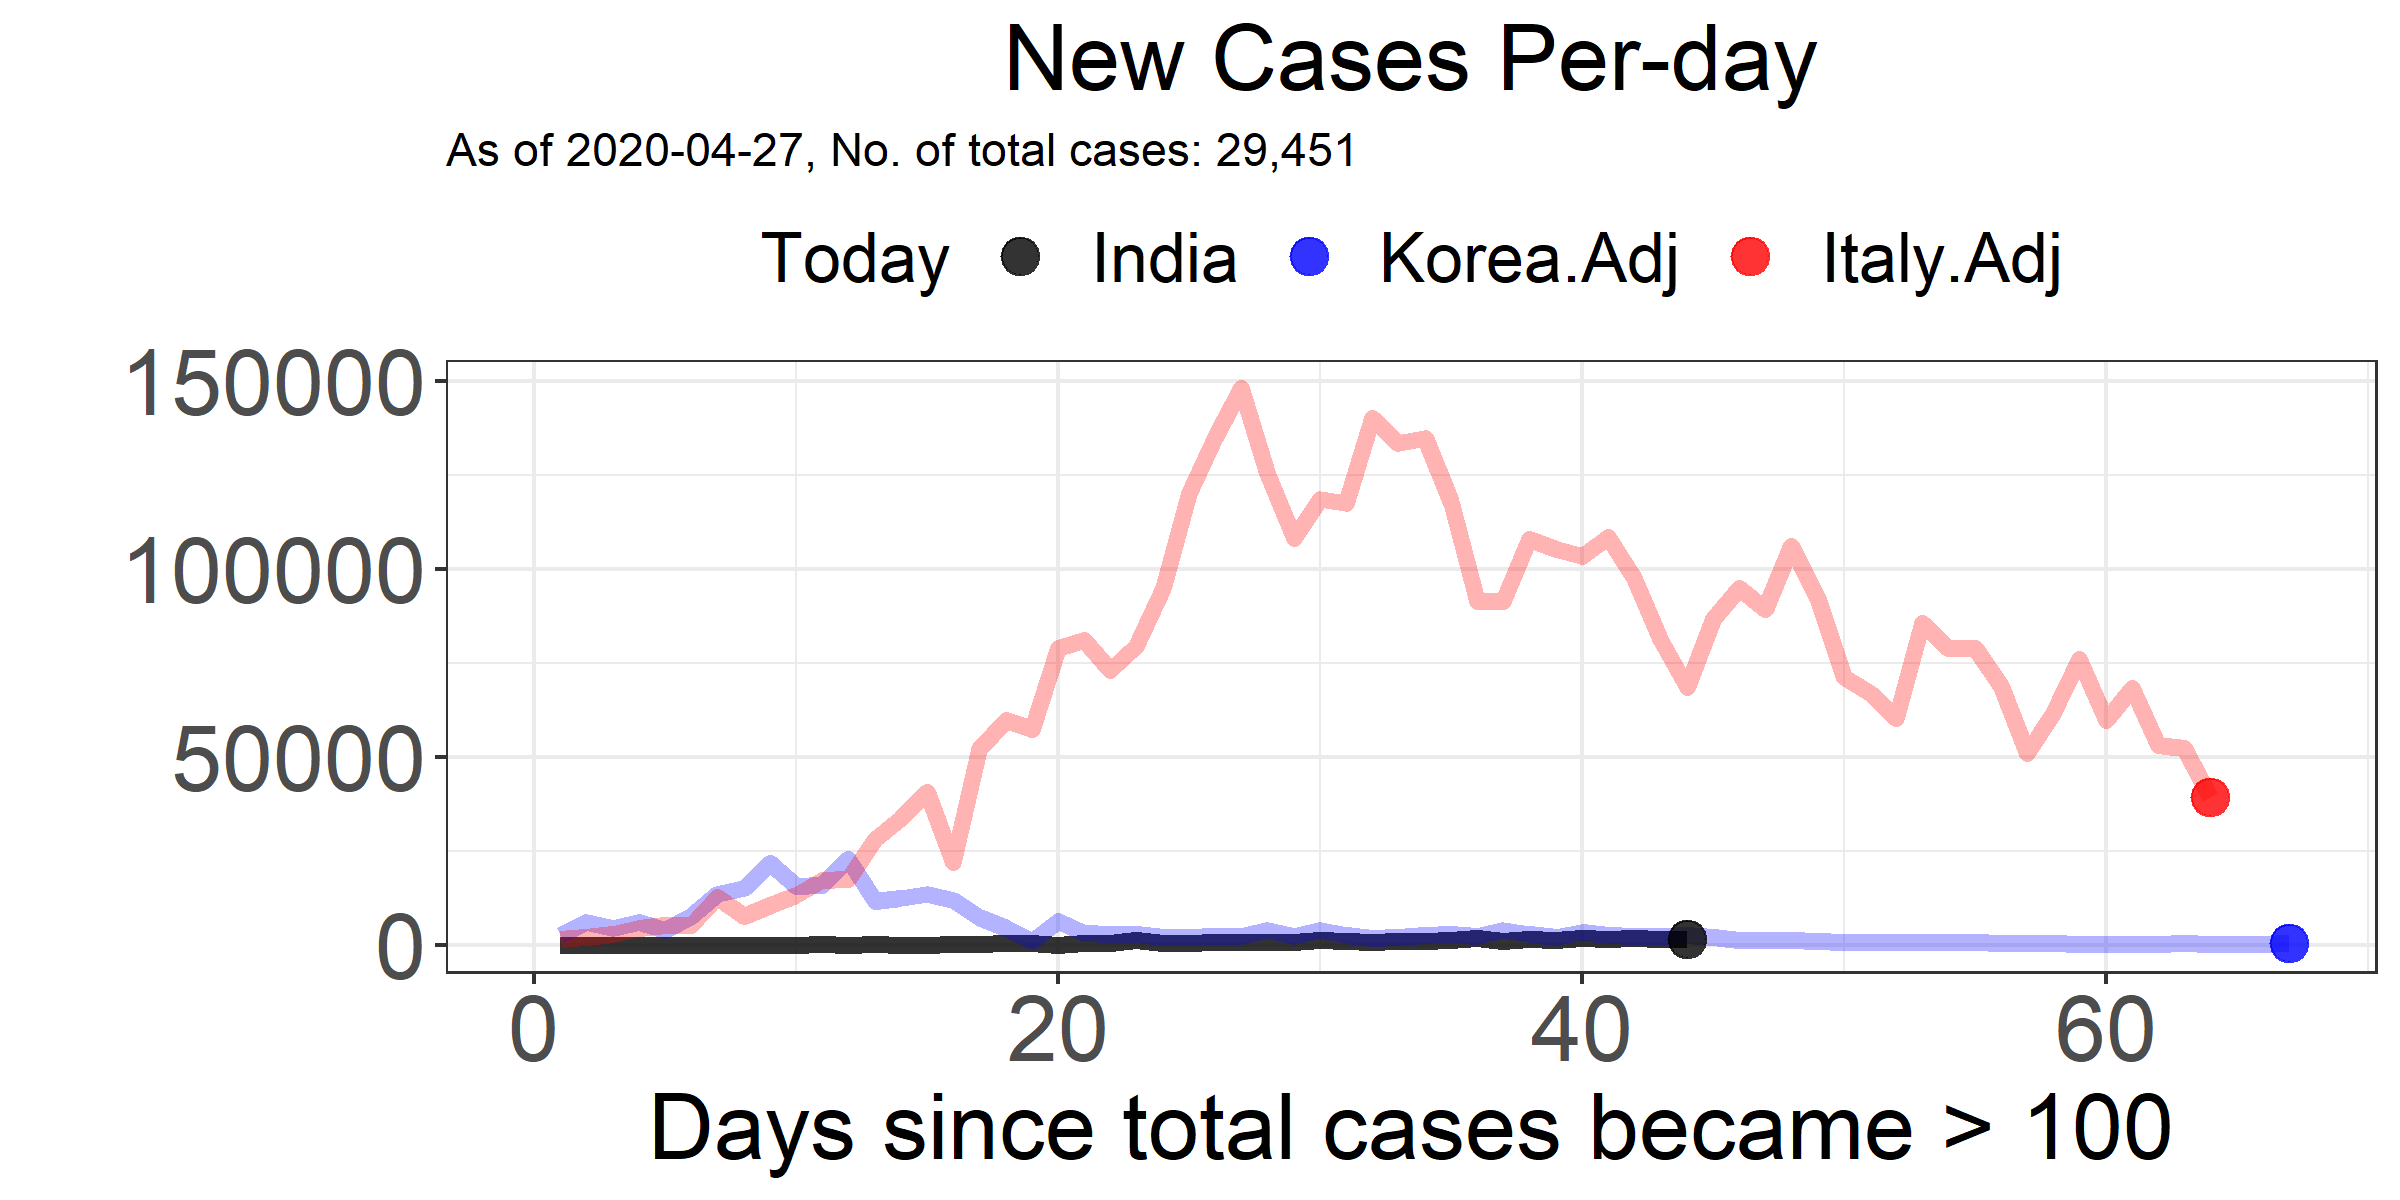 New Cases Per-day
As of 2020-04-27, No. of total cases: 29,451
Today India Korea.Adj Italy.Adj
150000
100000
50000
0
0 20 40 60
Days since total cases became > 100